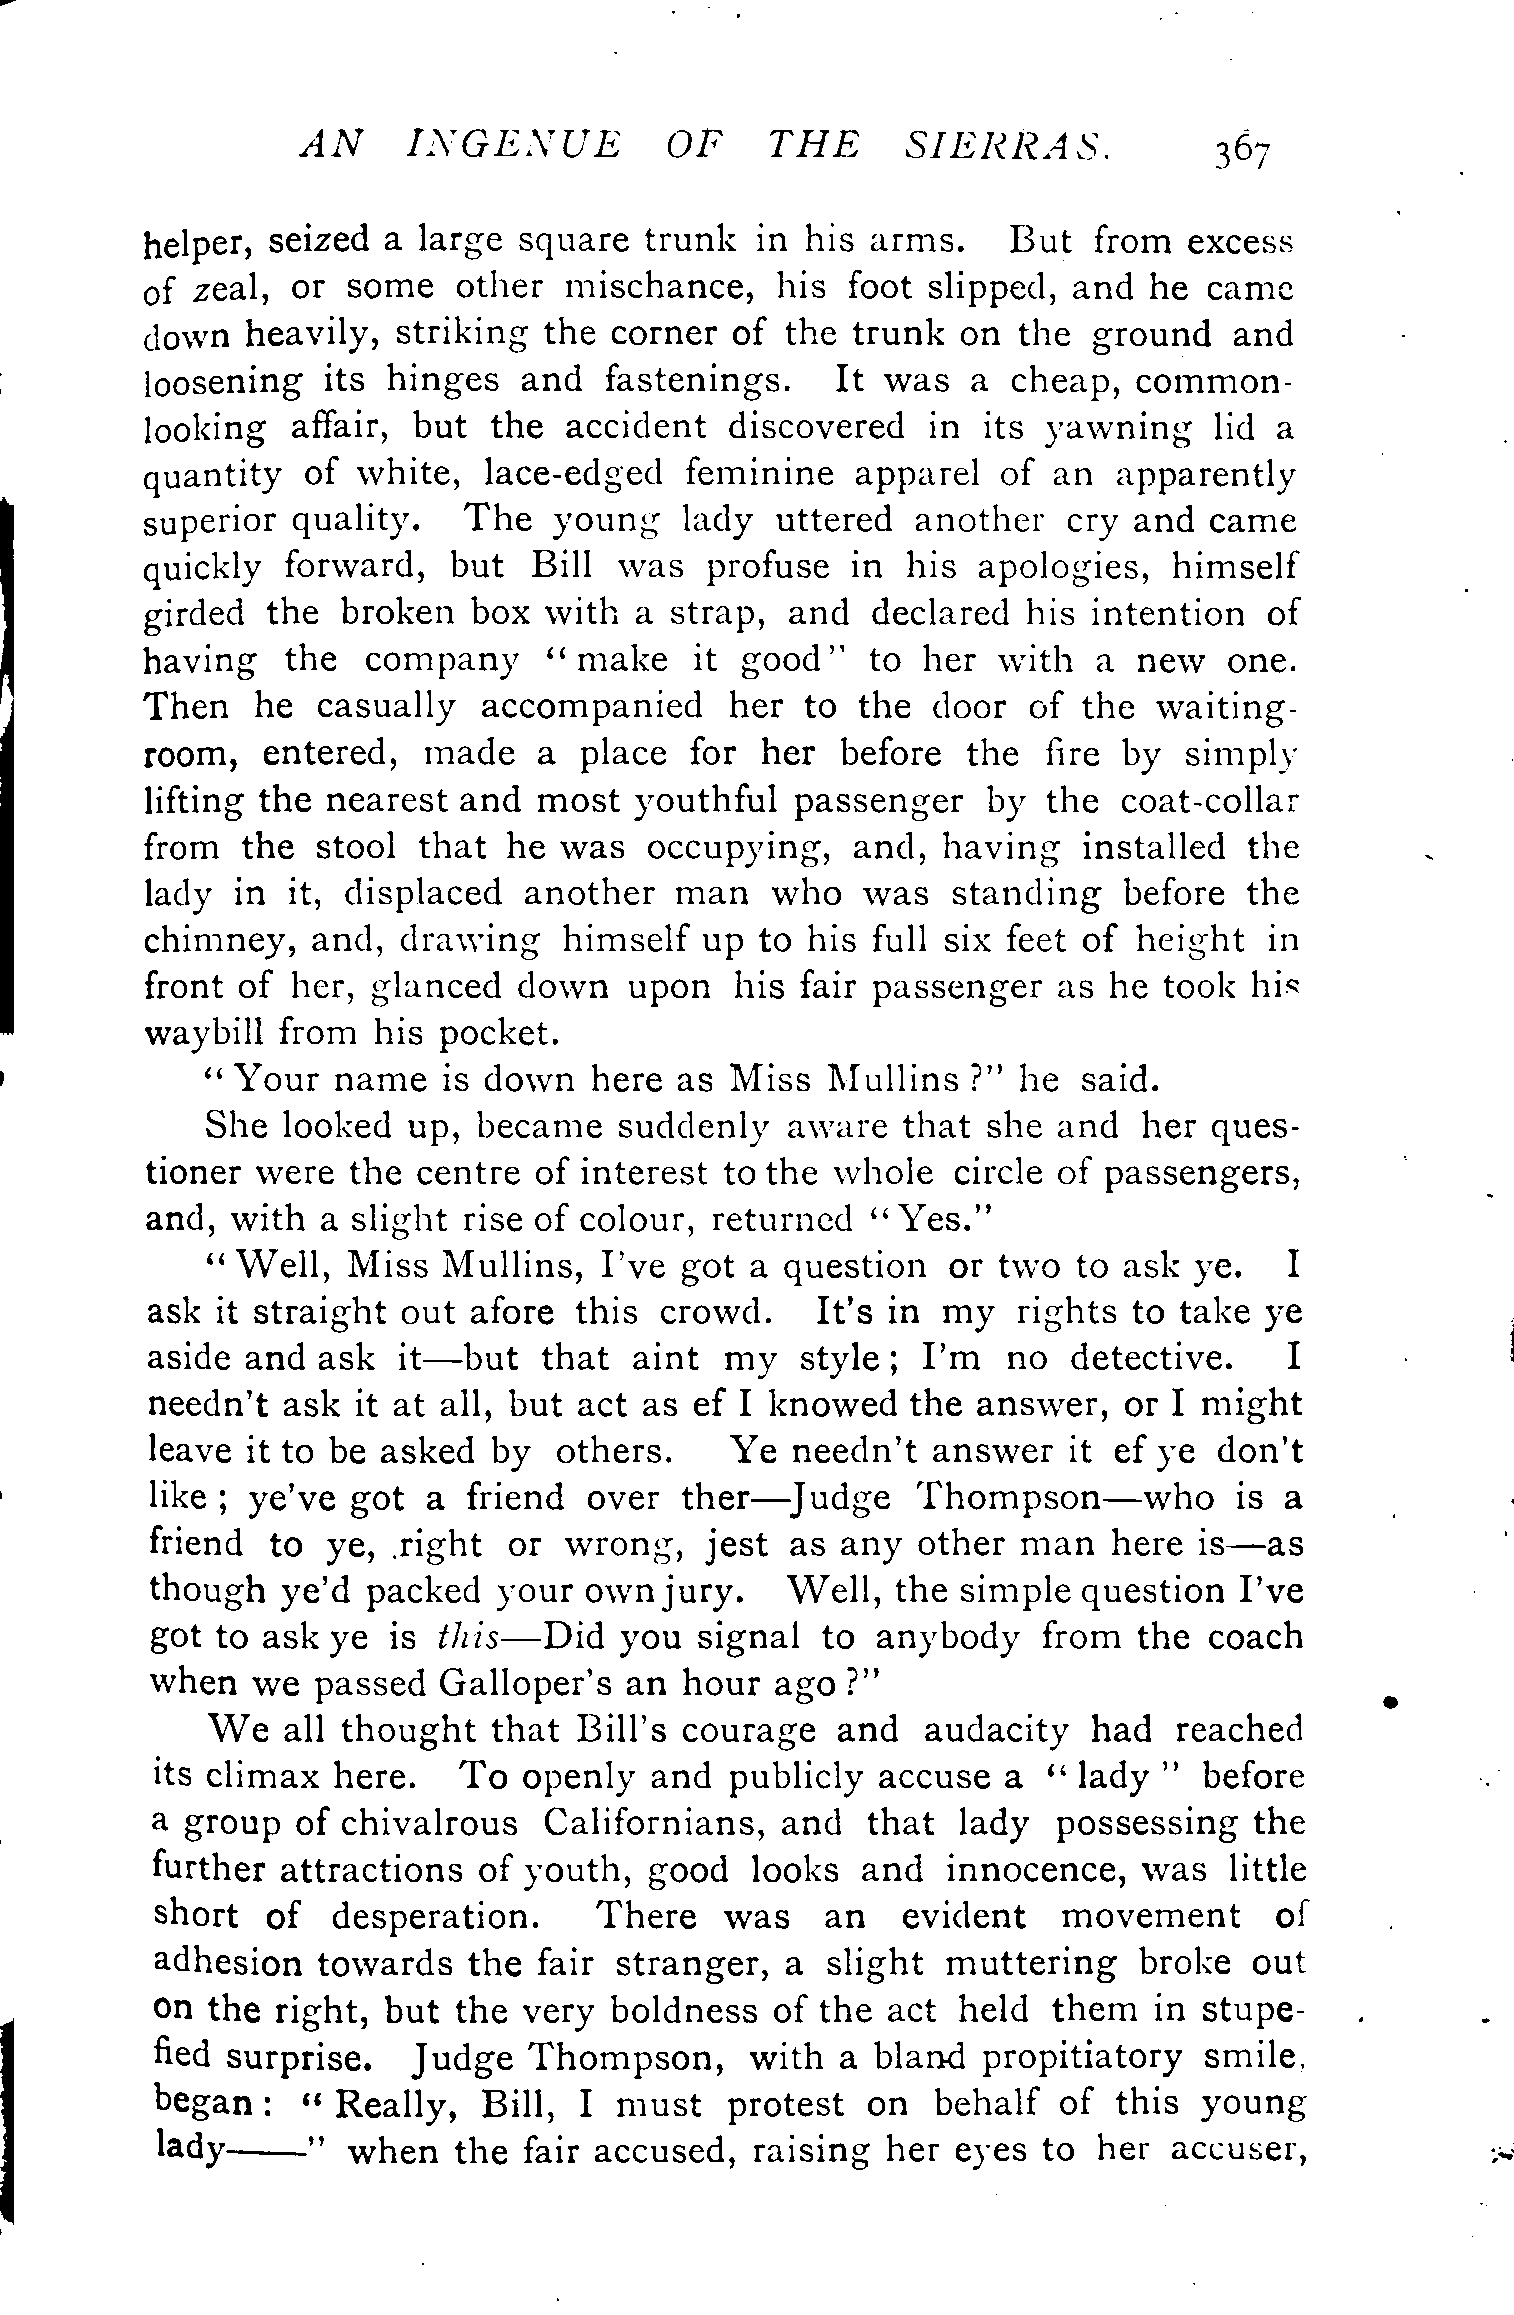 AN INGENUE OF THE SIERRAS. 367
helper, seized a large square trunk in his arms. But from excess
of zeal, or some other mischance, his foot slipped, and he came
down heavily, striking the corner of the trunk on the ground and
loosening its hinges and fastenings. It was a cheap, common-
looking affair, but the accident discovered in its yawning lid a
quantity of white, lace-edged feminine apparel of an apparently
superior quality. The young lady uttered another cry and came
quickly forward, but Bill was profuse in his apologies, himself
girded the broken box with a strap, and declared his intention of
having the company "make it good" to her with a new one.
Then he casually accompanied her to the door of the waiting-
room, entered, made a place for her before the fire by simply
lifting the nearest and most youthful passenger by the coat-collar
from the stool that he was occupying, and, having installed the
lady in it, displaced another man who was standing before the
chimney, and, drawing himself up to his full six feet of height in
front of her, glanced down upon his fair passenger as he took his
waybill from his pocket.
"Your name is down here as Miss Mullins?" he said.
She looked up, became suddenly aware that she and her ques-
tioner were the centre of interest to the whole circle of passengers,
and, with a slight rise of colour, returned "Yes."
"Well, Miss Mullins, I've got a question or two to ask ye. I
ask it straight out afore this crowd. It's in my rights to take ye
aside and ask it—but that aint my style; I'm no detective. I
needn't ask it at all, but act as ef I knowed the answer, or I might
leave it to be asked by others. Ye needn't answer it ef ye don't
like; ye've got a friend over ther—Judge Thompson—who is a
friend to ye, right or wrong, jest as any other man here is—as
though ye'd packed your own jury. Well, the simple question I've
got to ask ye is this—Did you signal to anybody from the coach
when we passed Galloper's an hour ago?"
We all thought that Bill's courage and audacity had reached
its climax here. To openly and publicly accuse a "lady" before
a group of chivalrous Californians, and that lady possessing the
further attractions of youth, good looks and innocence, was little
short of desperation. There was an evident movement of
adhesion towards the fair stranger, a slight muttering broke out
on the right, but the very boldness of the act held them in stupe-
fied surprise. Judge Thompson, with a bland propitiatory smile,
began: "Really, Bill, I must protest on behalf of this young
lady——" when the fair accused, raising her eyes to her accuser,